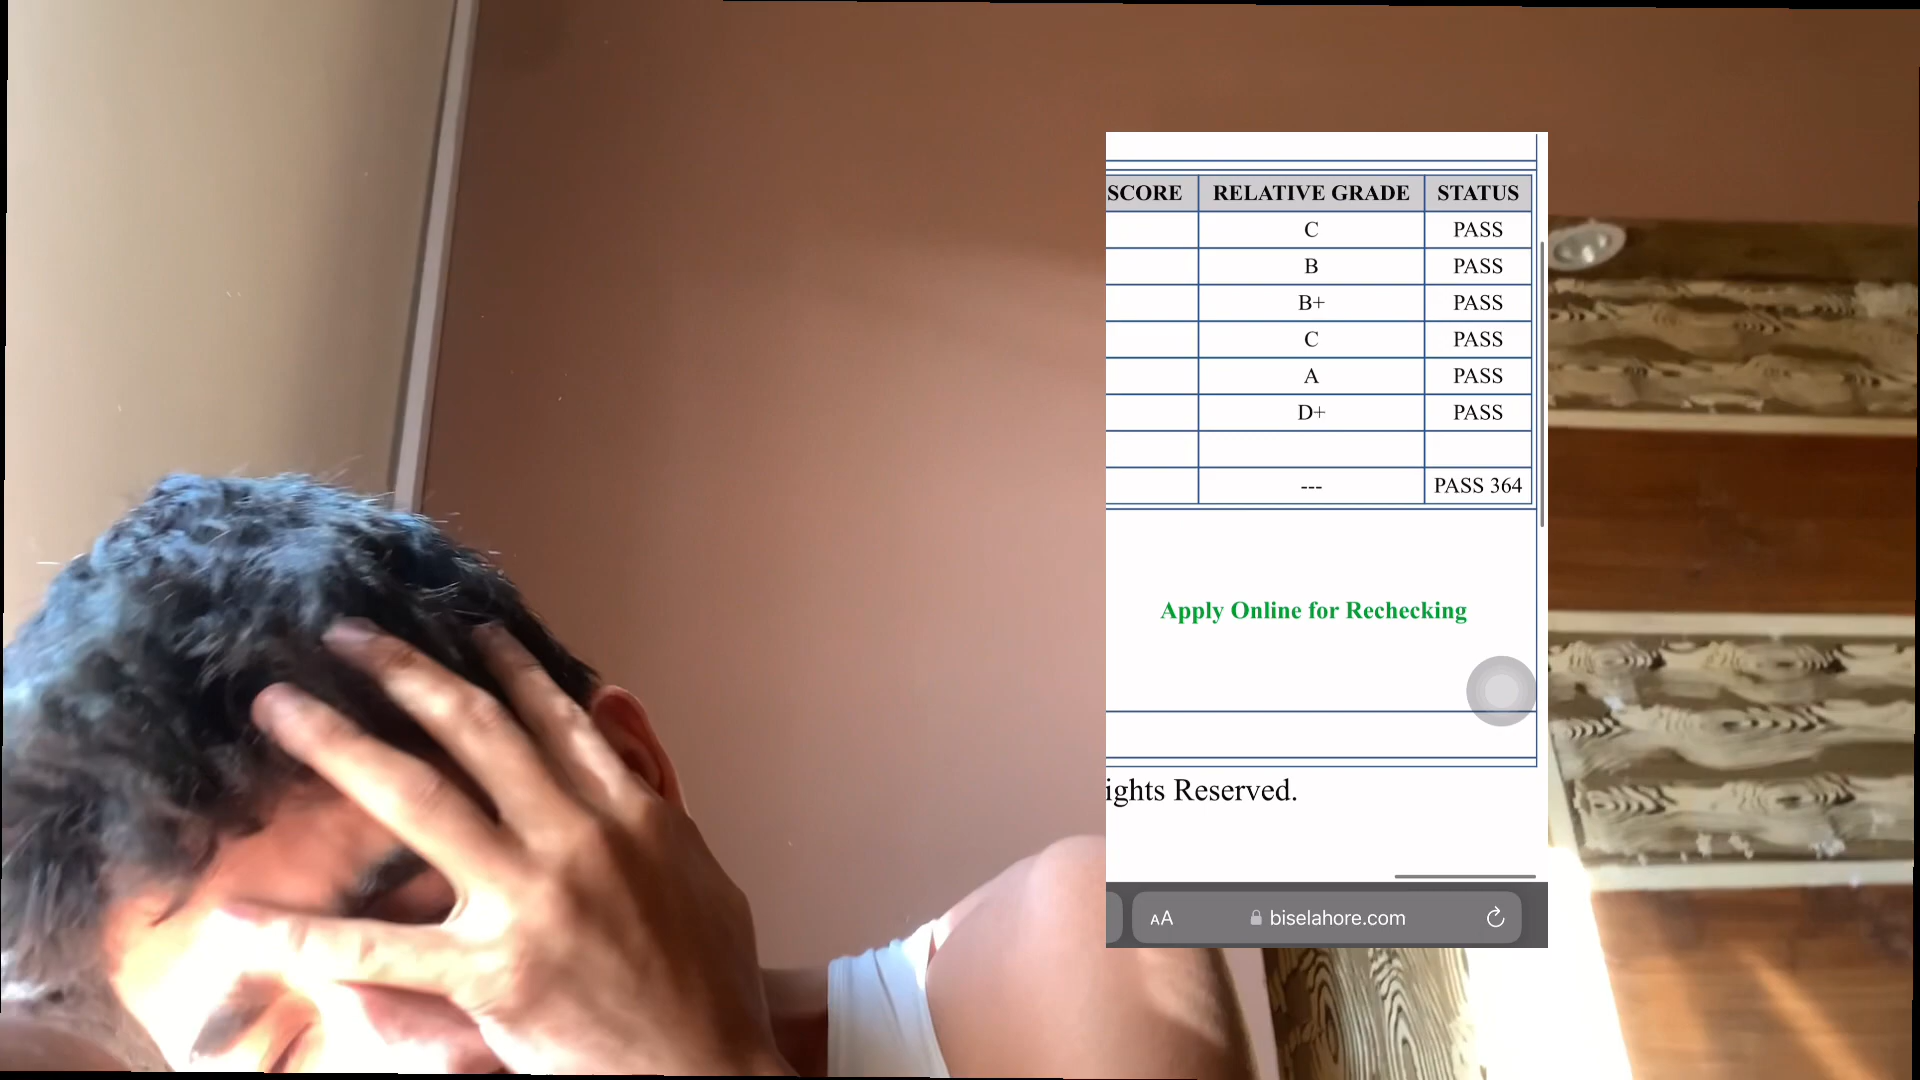 SCORE RELATIVE GRADE STATUS
C PASS
B PASS
B+ PASS
C PASS
A PASS
D+ PASS
--- PASS 364
Apply Online for Rechecking
ights Reserved.
AA biselahore.com